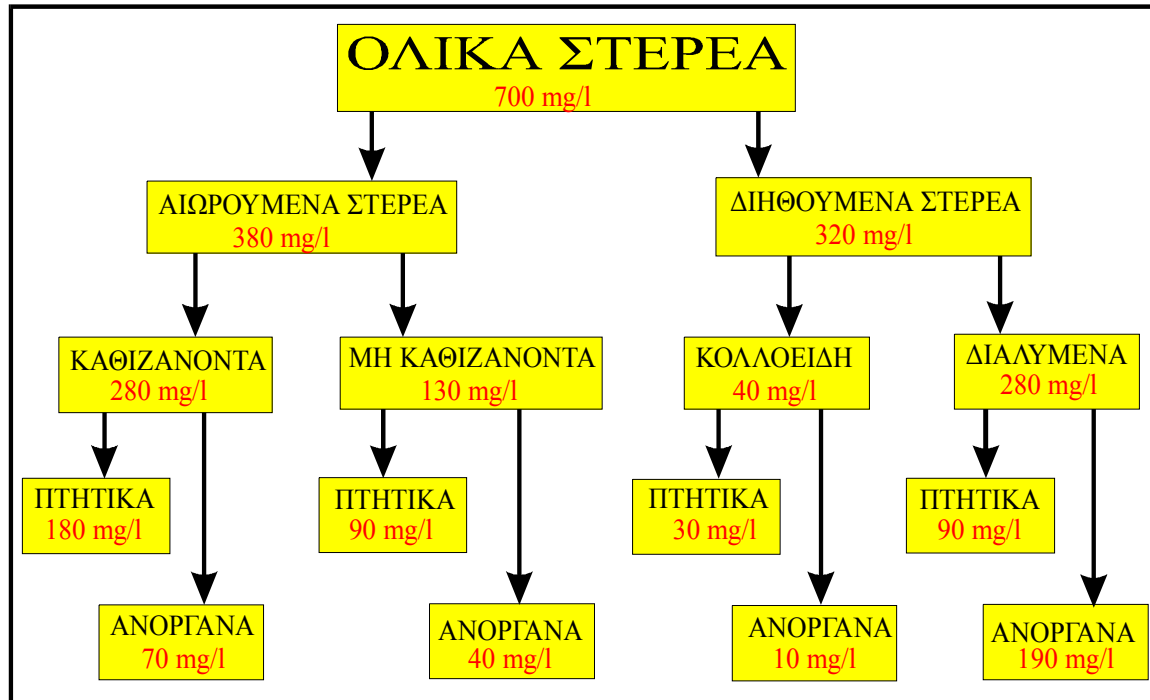 ΟΛΙΚΑ ΣΤΕΡΕΑ
700 mg/l
ΑΙΩΡΟΥΜΕΝΑ ΣΤΕΡΕΑ
380 mg/l
ΔΙΗΘΟΥΜΕΝΑ ΣΤΕΡΕΑ
320 mg/l
ΚΑΘΙΖΑΝΟΝΤΑ
280 mg/l
ΜΗ ΚΑΘΙΖΑΝΟΝΤΑ
130 mg/l
ΚΟΛΛΟΕΙΔΗ
40 mg/l
ΔΙΑΛΥΜΕΝΑ
280 mg/l
ΠΤΗΤΙΚΑ
180 mg/l
ΠΤΗΤΙΚΑ
90 mg/l
ΠΤΗΤΙΚΑ
30 mg/l
ΠΤΗΤΙΚΑ
90 mg/l
ΑΝΟΡΓΑΝΑ
70 mg/l
ΑΝΟΡΓΑΝΑ
40 mg/l
ΑΝΟΡΓΑΝΑ
10 mg/l
ΑΝΟΡΓΑΝΑ
190 mg/l